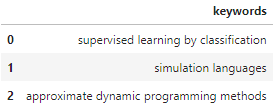 keywords
0 supervised learning by classification
1 simulation languages
2 approximate dynamic programming methods